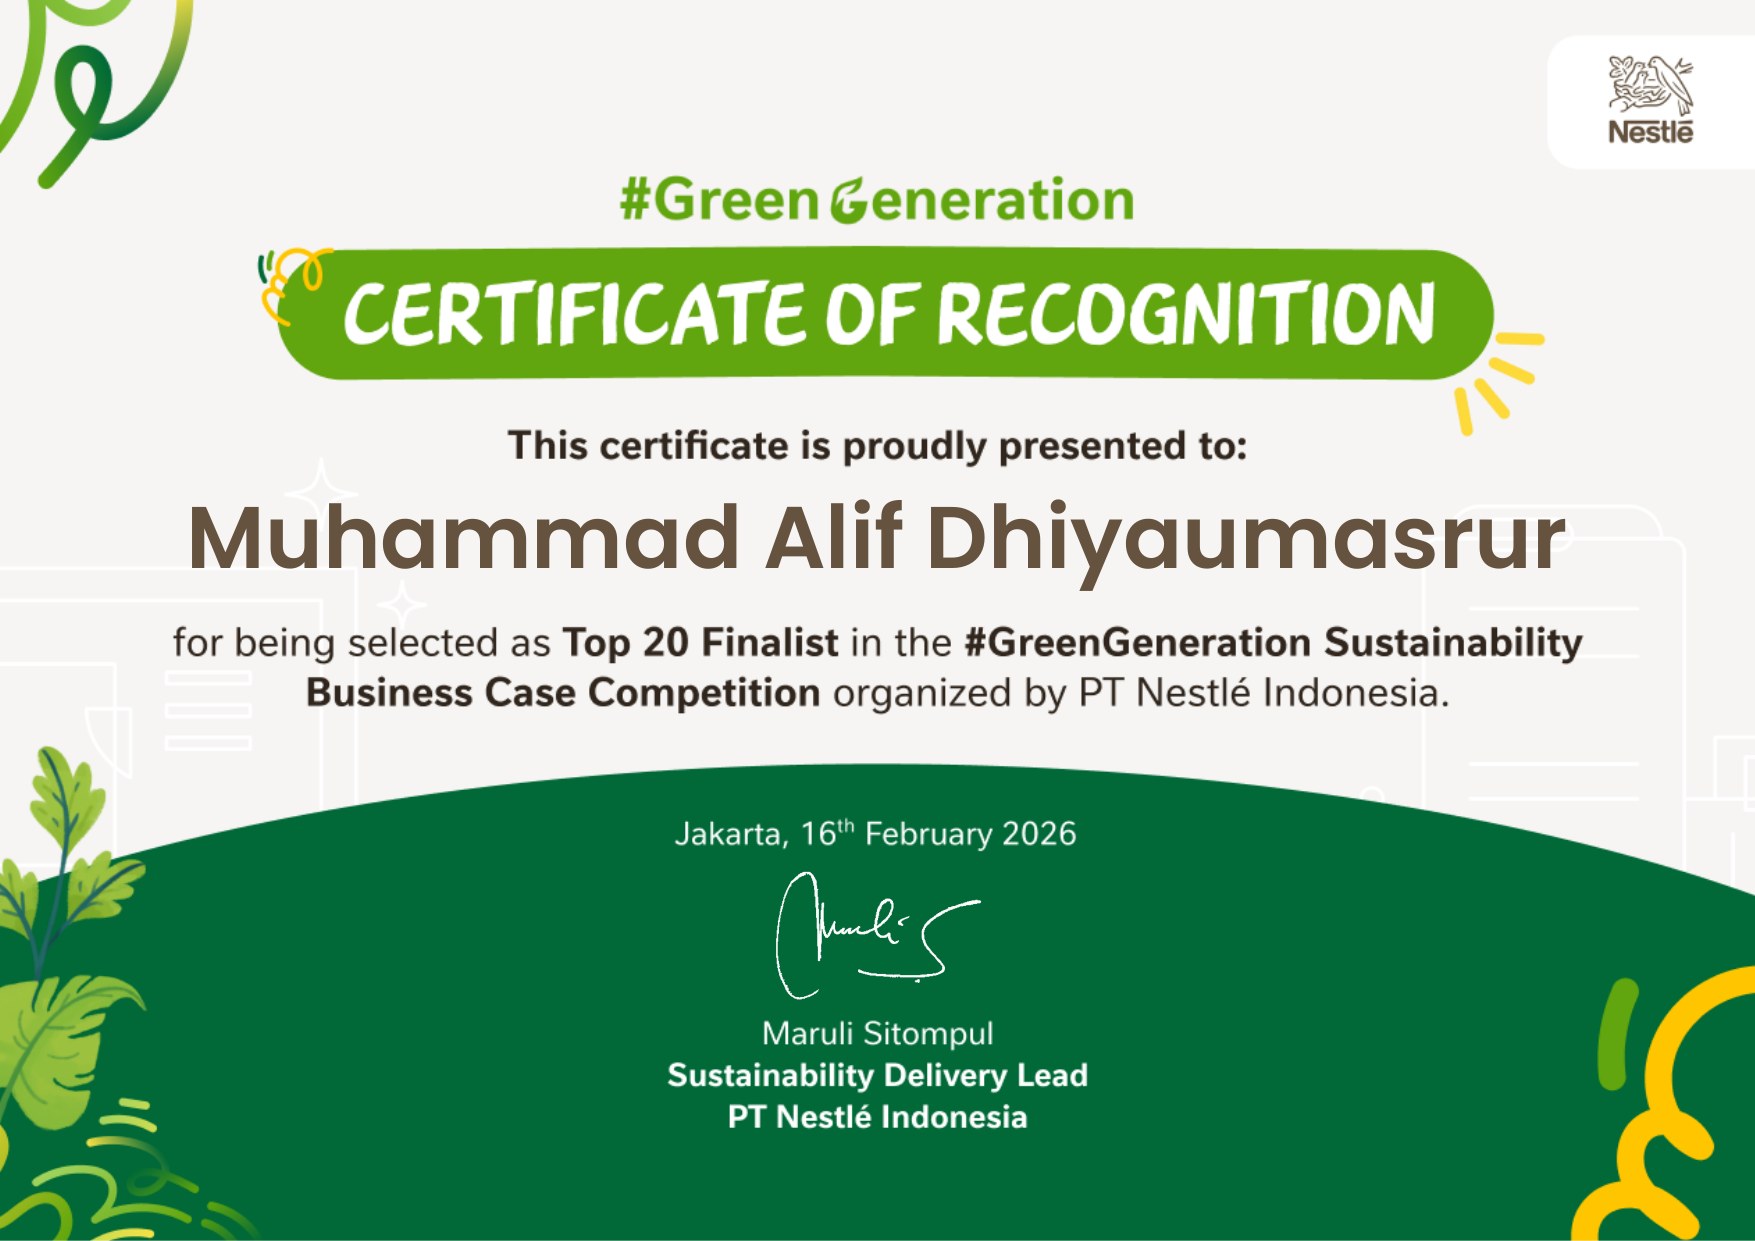 Nestlé
#GreenGeneration
CERTIFICATE OF RECOGNITION
This certificate is proudly presented to:
Muhammad Alif Dhiyaumasrur
for being selected as Top 20 Finalist in the #GreenGeneration Sustainability
Business Case Competition organized by PT Nestlé Indonesia.
Jakarta, 16th February 2026
Maruli Sitompul
Sustainability Delivery Lead
PT Nestlé Indonesia